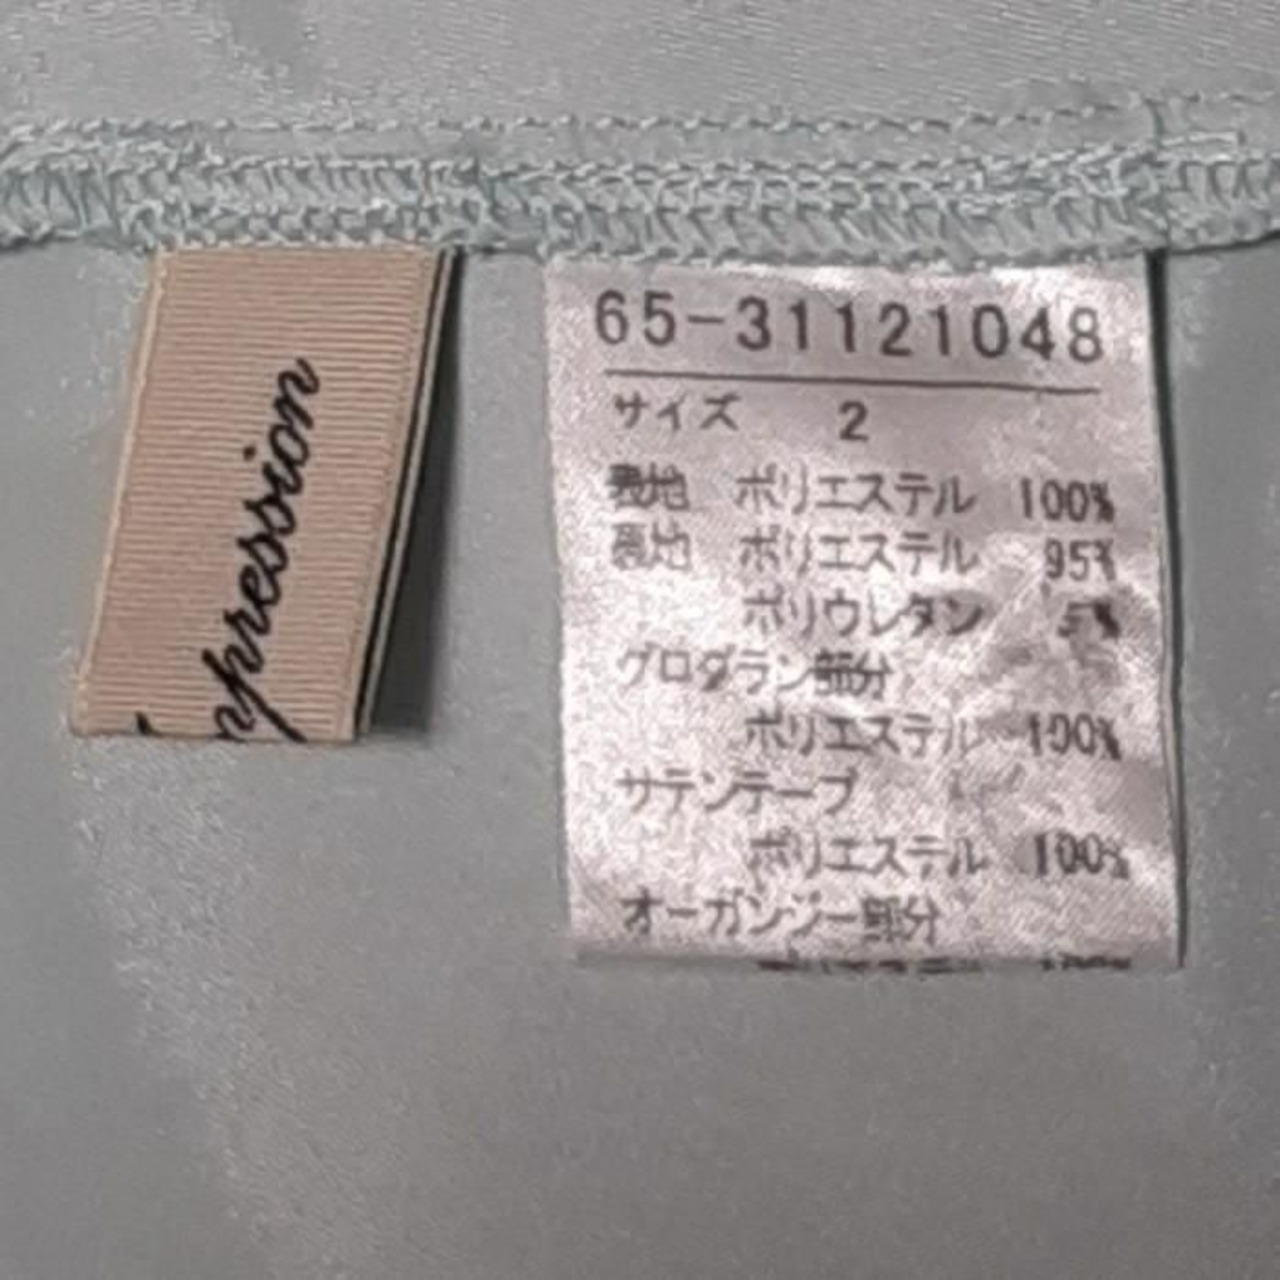 npression
65-31121048
サイズ 2
表地 ポリエステル 100%
裏地 ポリエステル 95%
ポリウレタン 5%
グログラン部分
ポリエステル 100%
サテンテープ
ポリエステル 100%
オーガンジー部分